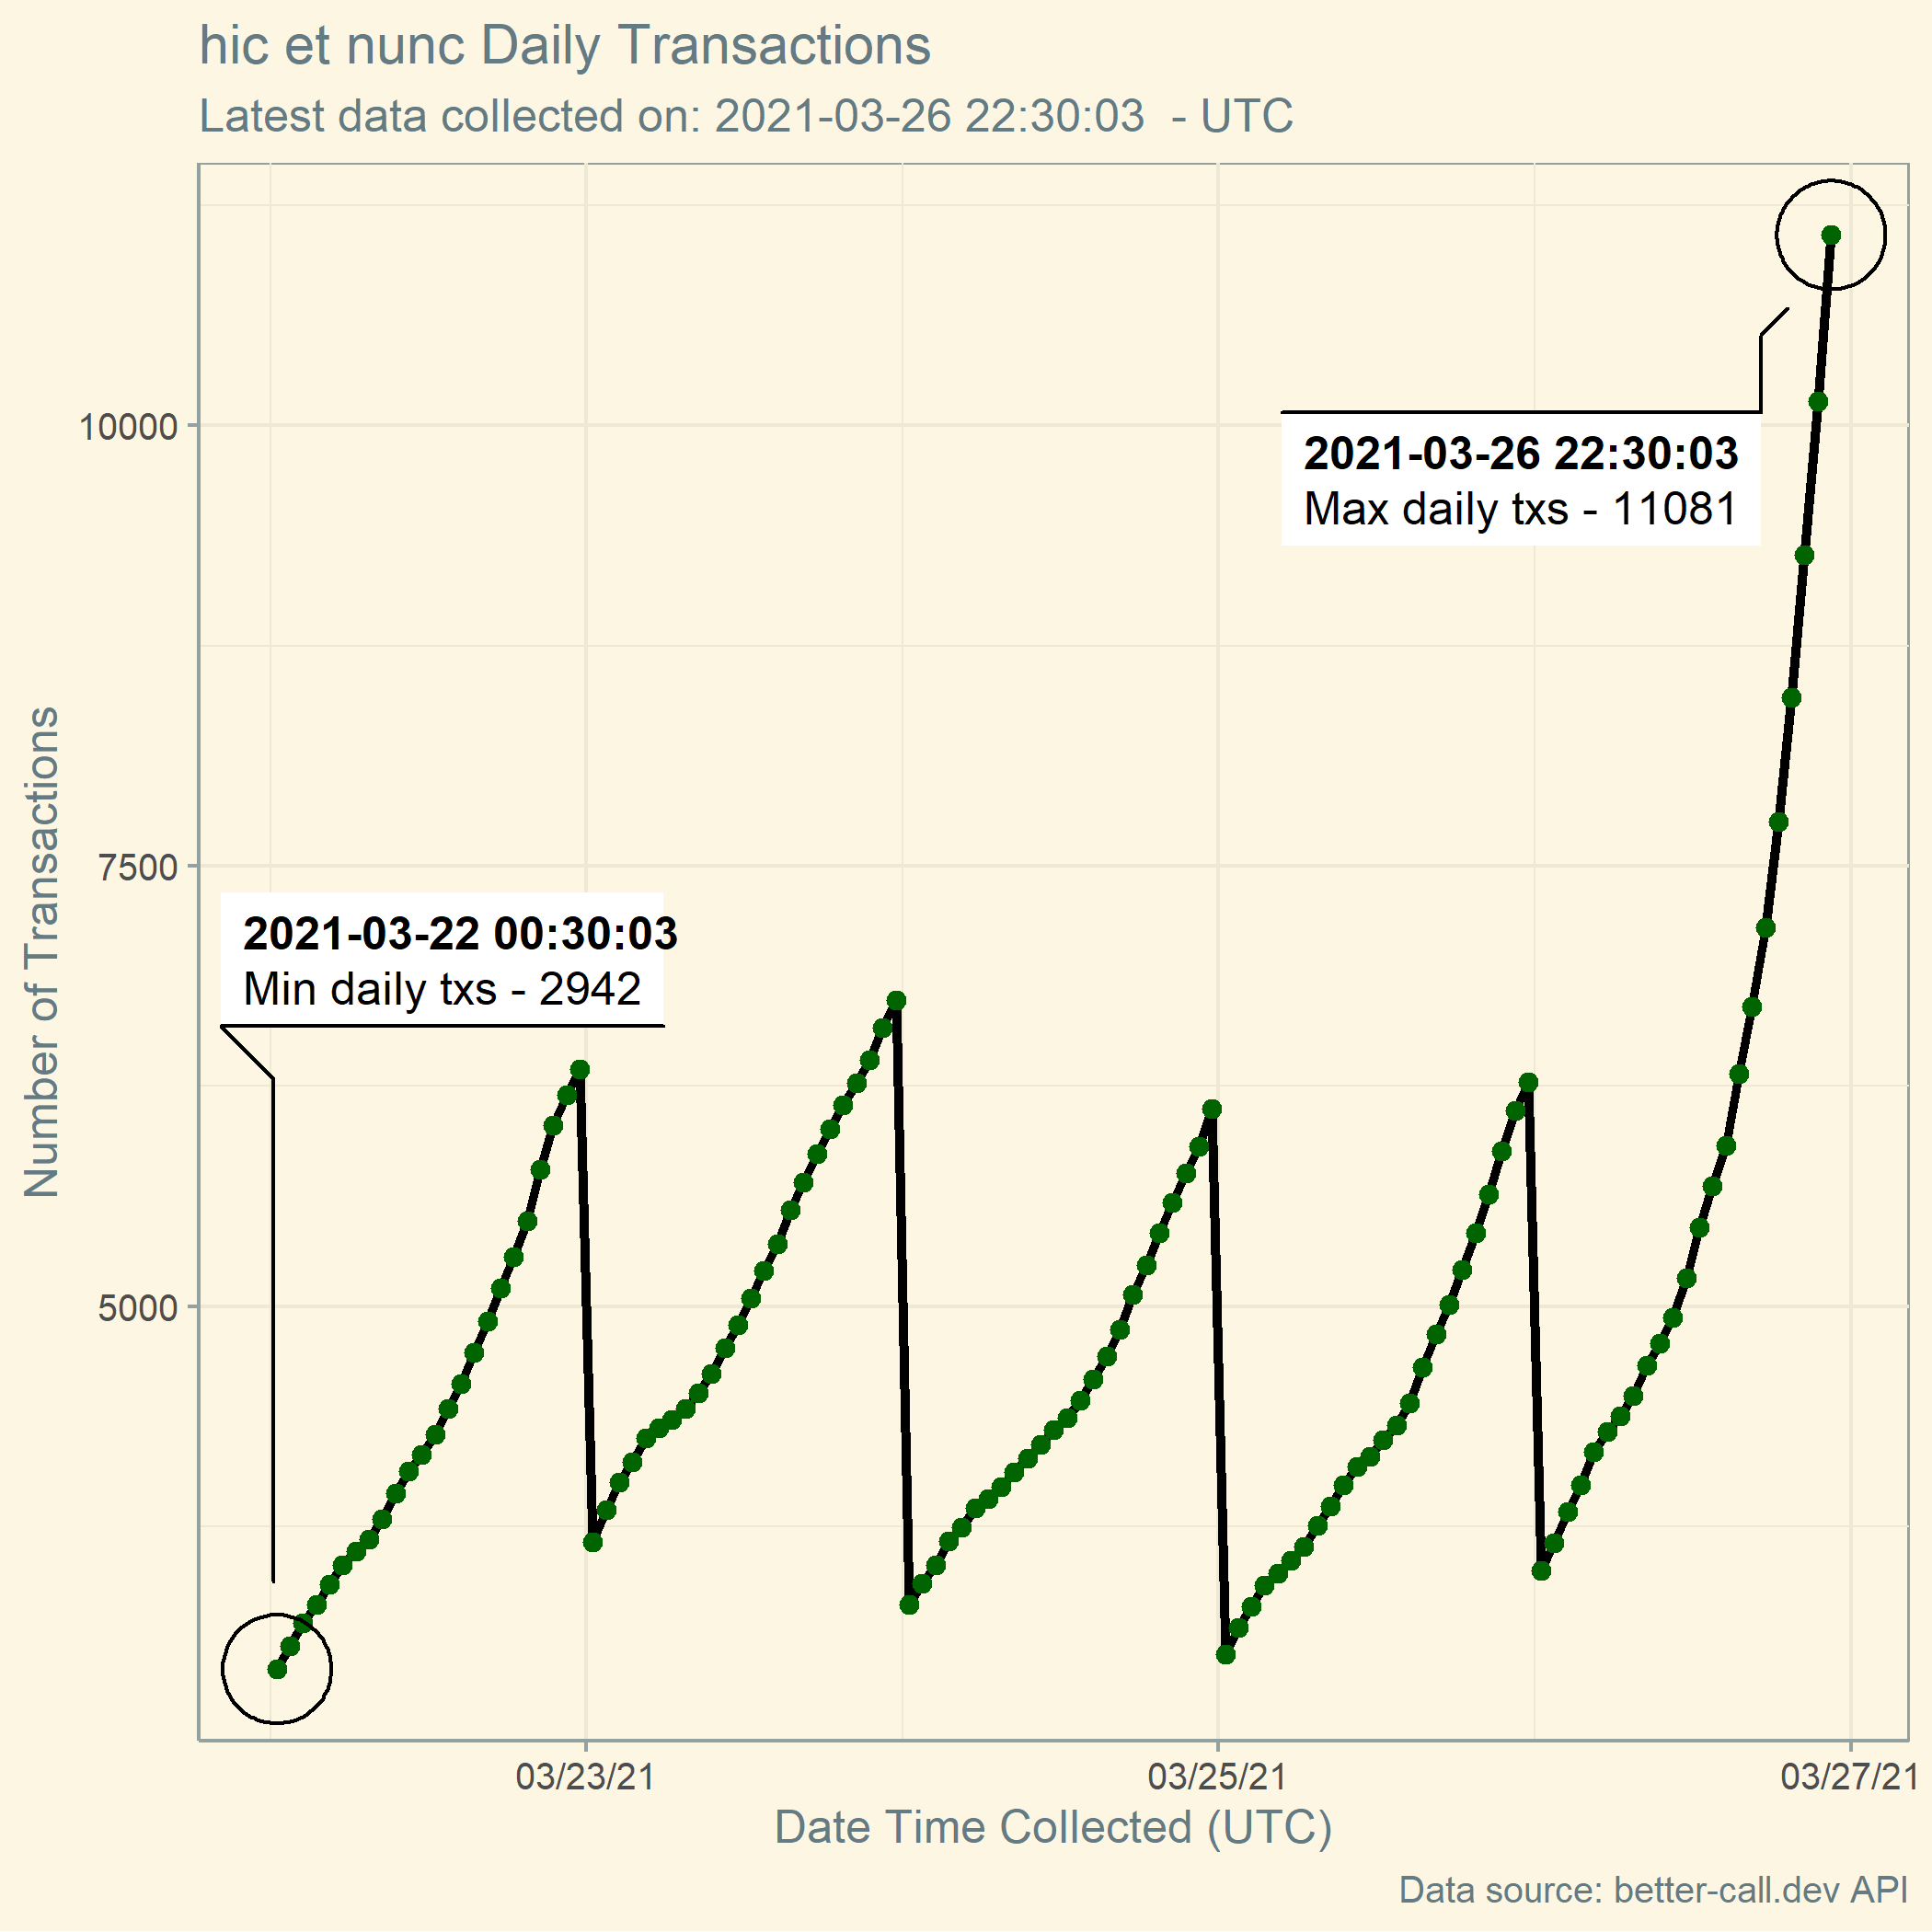 hic et nunc Daily Transactions
Latest data collected on: 2021-03-26 22:30:03 - UTC
10000
7500
5000
Number of Transactions
2021-03-26 22:30:03
Max daily txs - 11081
2021-03-22 00:30:03
Min daily txs - 2942
03/23/21
03/25/21
03/27/21
Date Time Collected (UTC)
Data source: better-call.dev API